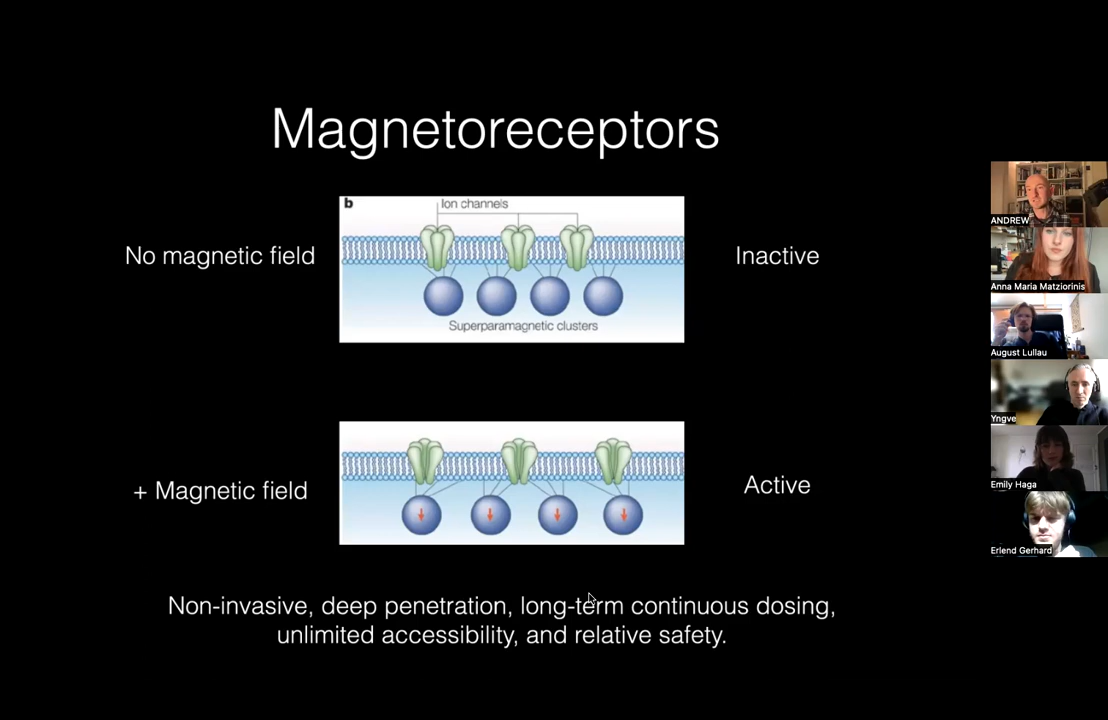 Magnetoreceptors
b
Ion channels
No magnetic field
Inactive
Superparamagnetic clusters
+ Magnetic field
Active
Non-invasive, deep penetration, long-term continuous dosing,
unlimited accessibility, and relative safety.
ANDREW
Anna Maria Matziorinis
August Lullau
Yngve
Emily Haga
Erlend Gerhard